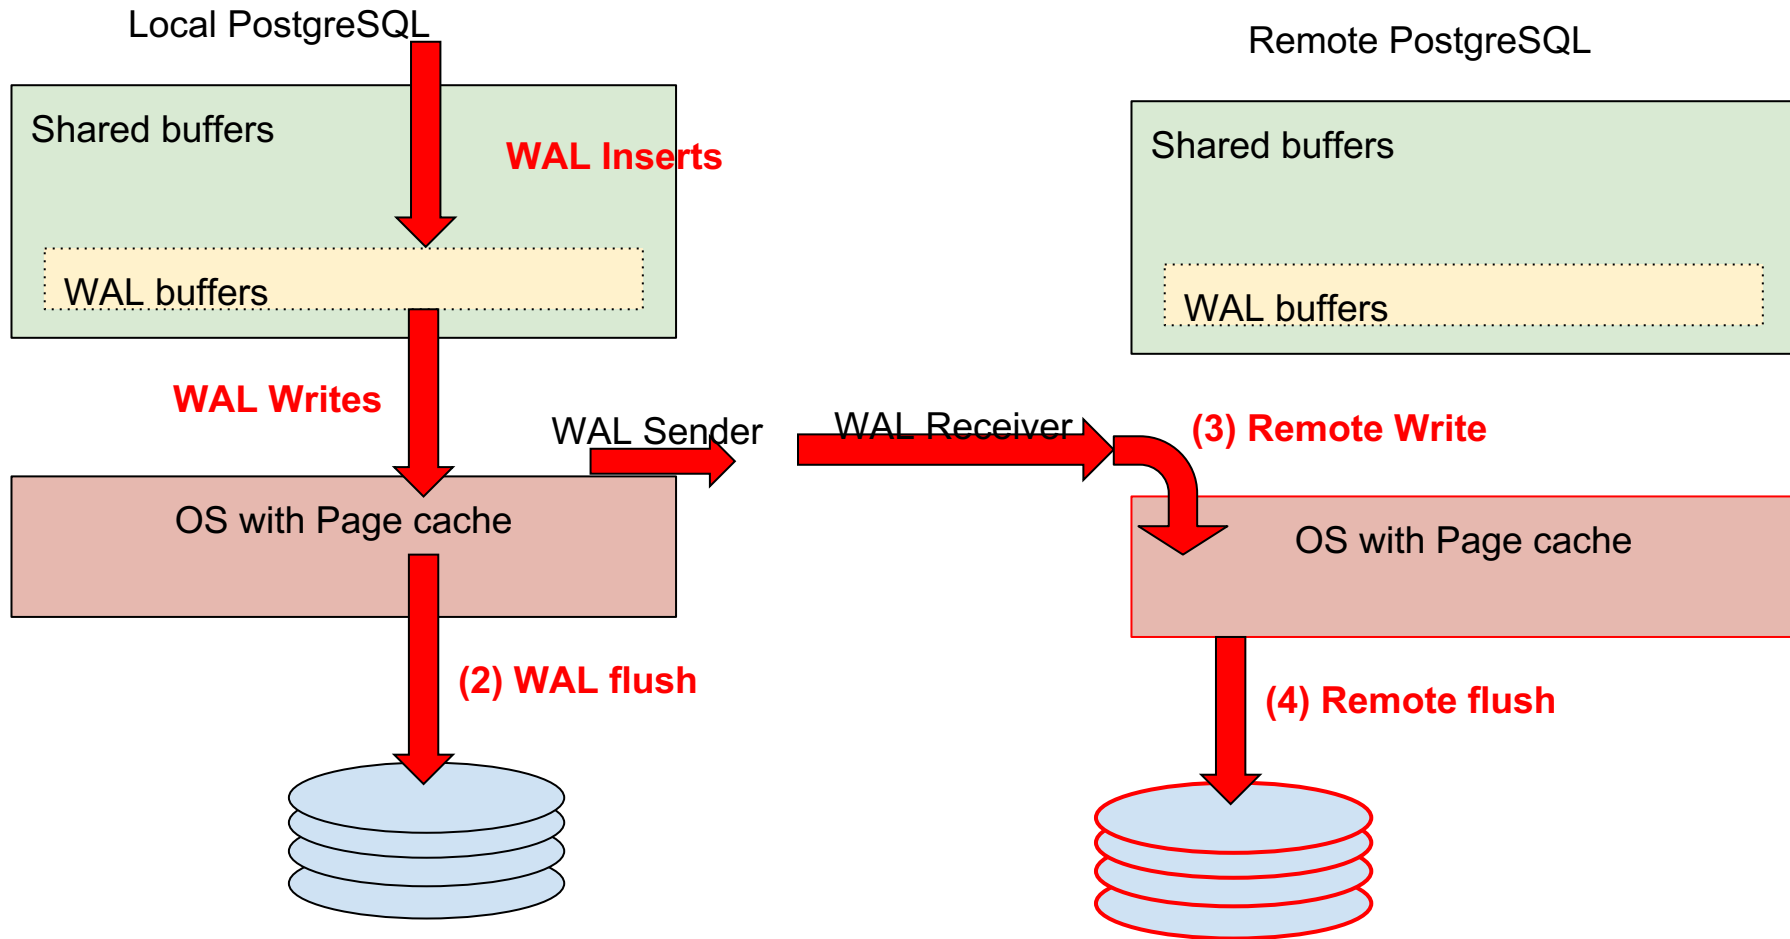 Local PostgreSQL
Remote PostgreSQL
Shared buffers
WAL Inserts
Shared buffers
WAL buffers
WAL buffers
WAL Writes
WAL Sender
WAL Receiver
(3) Remote Write
OS with Page cache
OS with Page cache
(2) WAL flush
(4) Remote flush